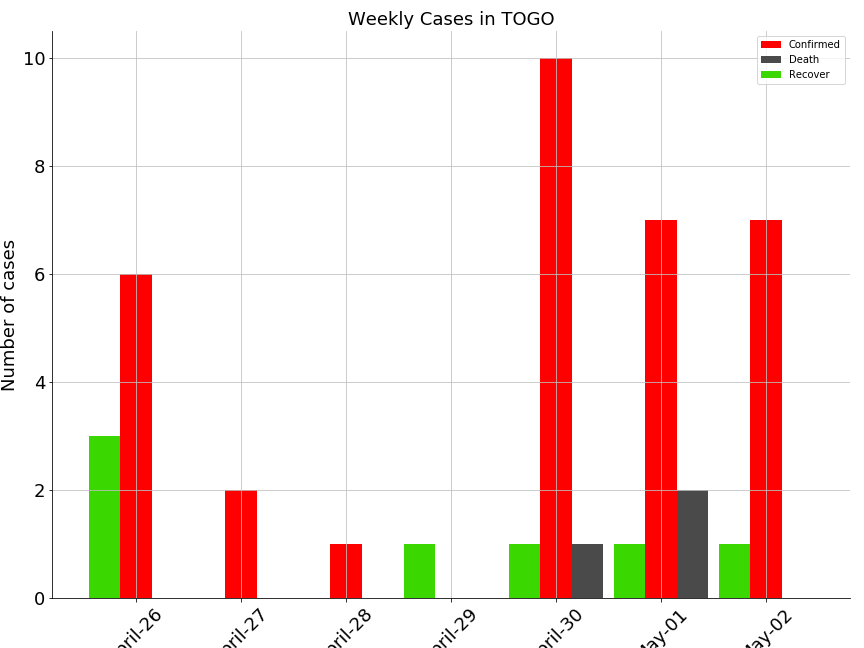 Weekly Cases in TOGO
Confirmed
Death
Recover
Number of cases
10
8
6
4
2
0
pril-26
pril-27
pril-28
pril-29
pril-30
May-01
May-02